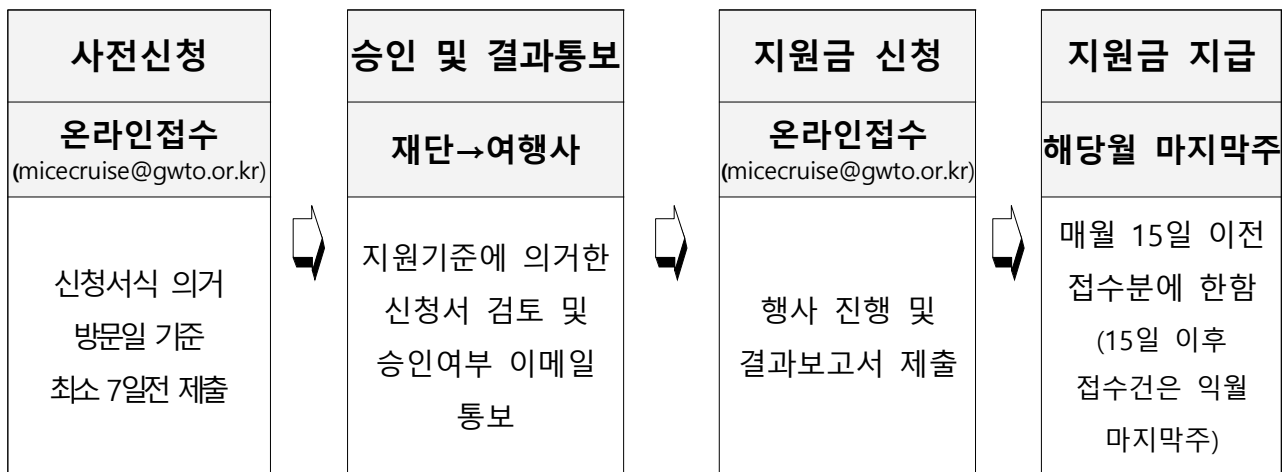 사전신청
온라인접수
(micecruise@gwto.or.kr)
신청서식 의거
방문일 기준
최소 7일전 제출
승인 및 결과통보
재단→여행사
지원기준에 의거한
신청서 검토 및
승인여부 이메일
통보
지원금 신청
온라인접수
(micecruise@gwto.or.kr)
행사 진행 및
결과보고서 제출
지원금 지급
해당월 마지막주
매월 15일 이전
접수분에 한함
(15일 이후
접수건은 익월
마지막주)